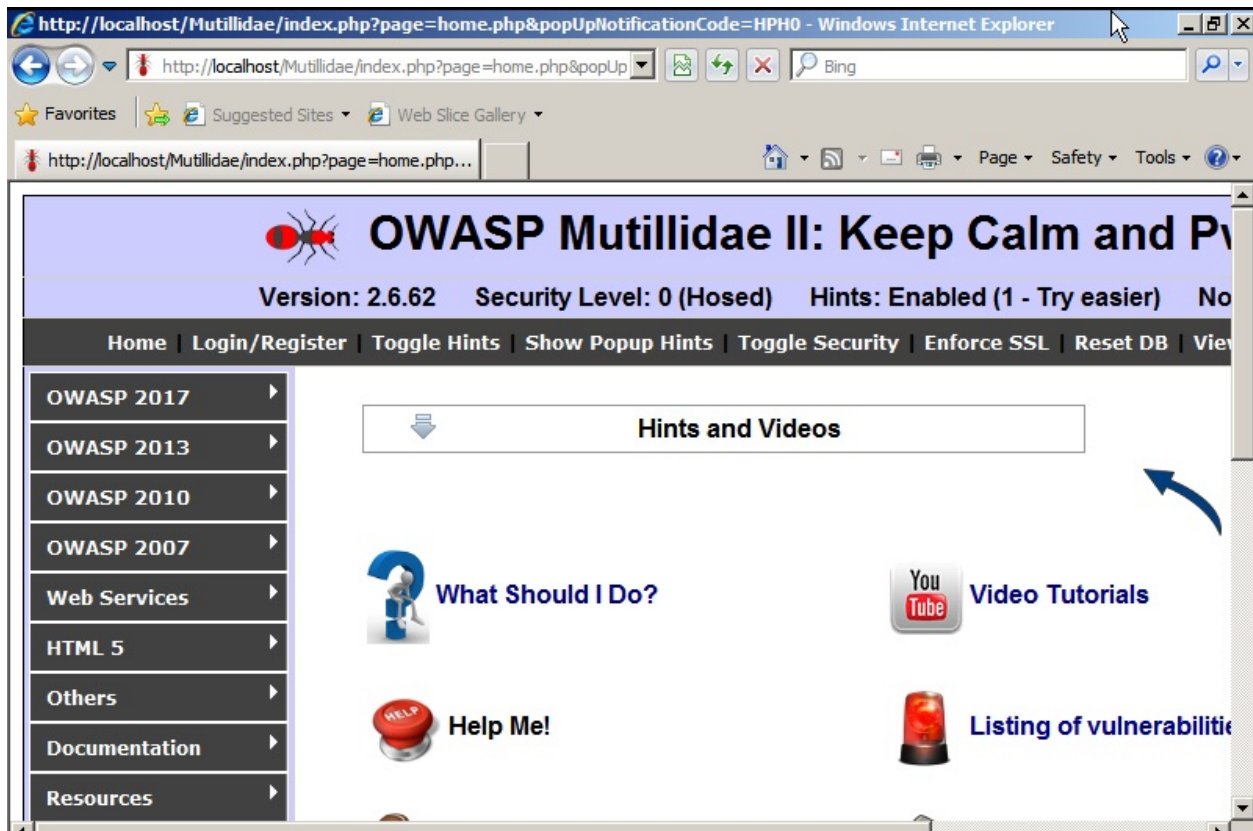 http://localhost/Mutillidae/index.php?page=home.php&popUpNotificationCode=HPH0 - Windows Internet Explorer
http://localhost/Mutillidae/index.php?page=home.php&popUp
Bing
Favorites Suggested Sites Web Slice Gallery
http://localhost/Mutillidae/index.php?page=home.php... Page Safety Tools
OWASP Mutillidae II: Keep Calm and
Version: 2.6.62 Security Level: 0 (Hosed) Hints: Enabled (1 - Try easier) No
Home | Login/Register | Toggle Hints | Show Popup Hints | Toggle Security | Enforce SSL | Reset DB | View
OWASP 2017
OWASP 2013
OWASP 2010
OWASP 2007
Web Services
HTML 5
Others
Documentation
Resources
Hints and Videos
What Should I Do?
You Tube
Video Tutorials
HELP
Help Me!
Listing of vulnerabilitie